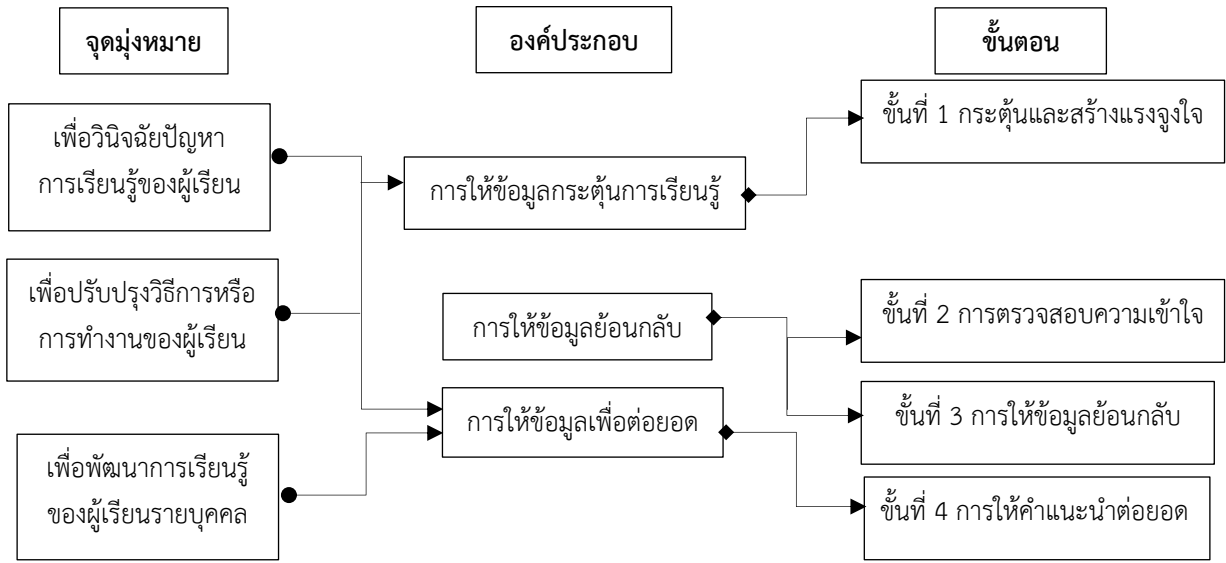 จุดมุ่งหมาย
องค์ประกอบ
ขั้นตอน
เพื่อวินิจฉัยปัญหา
การเรียนรู้ของผู้เรียน
เพื่อปรับปรุงวิธีการหรือ
การทำงานของผู้เรียน
เพื่อพัฒนาการเรียนรู้
ของผู้เรียนรายบุคคล
การให้ข้อมูลกระตุ้นการเรียนรู้
การให้ข้อมูลย้อนกลับ
การให้ข้อมูลเพื่อต่อยอด
ขั้นที่ 1 กระตุ้นและสร้างแรงจูงใจ
ขั้นที่ 2 การตรวจสอบความเข้าใจ
ขั้นที่ 3 การให้ข้อมูลย้อนกลับ
ขั้นที่ 4 การให้คำแนะนำต่อยอด